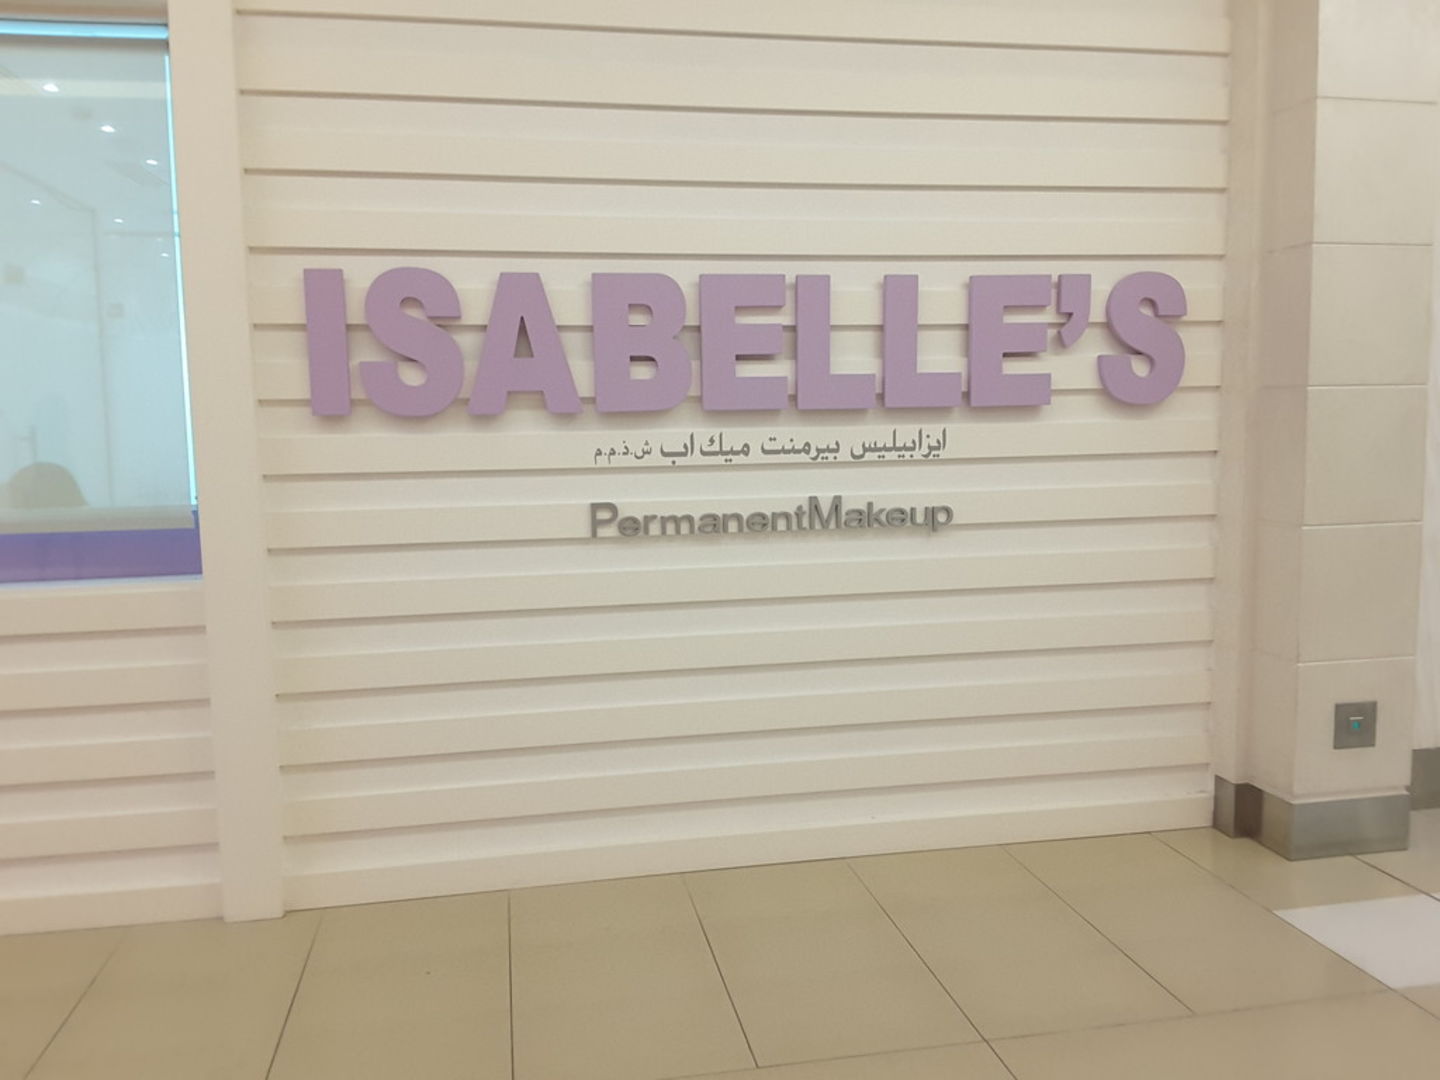 ISABELLE'S
ايزابيليس بيرمنت ميك اب ش.ذ.م.م
PermanentMakeup